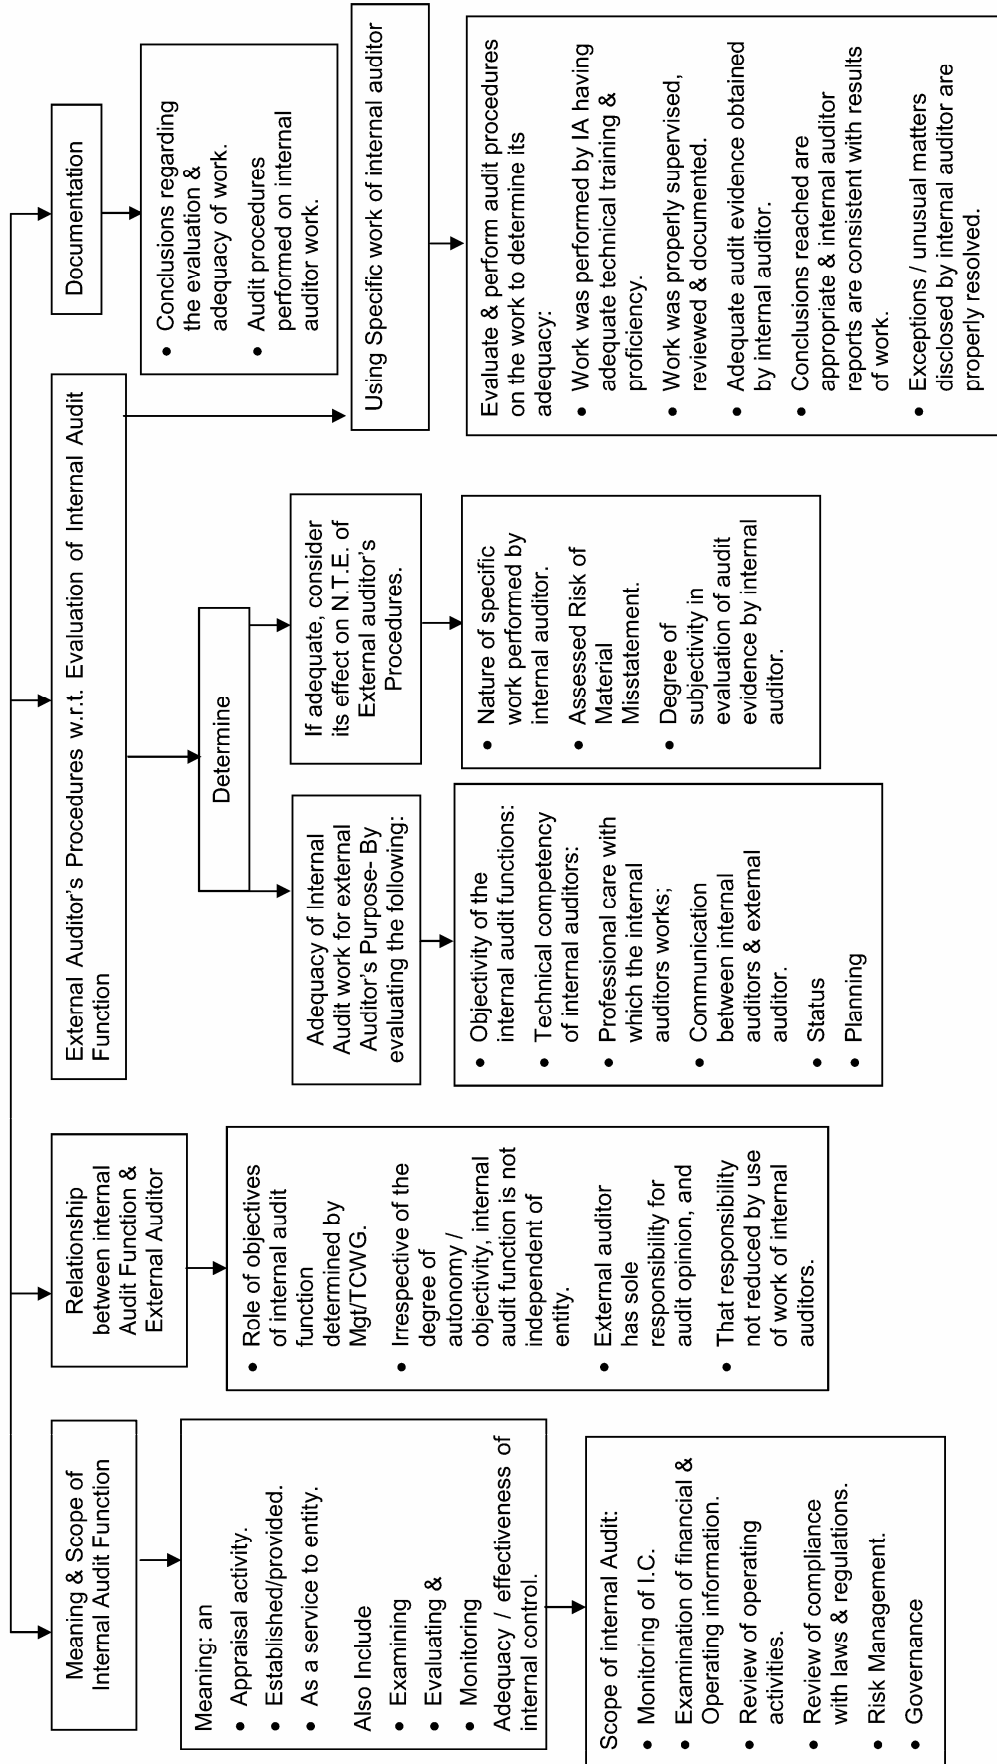 Meaning & Scope of
Internal Audit Function
Meaning: an
• Appraisal activity.
• Established/provided.
• As a service to entity.
Also Include
• Examining
• Evaluating &
• Monitoring
Adequacy / effectiveness of
internal control.
Scope of internal Audit:
• Monitoring of I.C.
• Examination of financial &
Operating information.
• Review of operating
activities.
• Review of compliance
with laws & regulations.
• Risk Management.
• Governance
Relationship
between internal
Audit Function &
External Auditor
• Role of objectives
of internal audit
function
determined by
Mgt/TCWG.
• Irrespective of the
degree of
autonomy /
objectivity, internal
audit function is not
independent of
entity.
• External auditor
has sole
responsibility for
audit opinion, and
• That responsibility
not reduced by use
of work of internal
auditors.
External Auditor's Procedures w.r.t. Evaluation of Internal Audit
Function
Determine
Adequacy of Internal
Audit work for external
Auditor's Purpose- By
evaluating the following:
• Objectivity of the
internal audit functions:
• Technical competency
of internal auditors:
• Professional care with
which the internal
auditors works;
• Communication
between internal
auditors & external
auditor.
• Status
• Planning
If adequate, consider
its effect on N.T.E. of
External auditor's
Procedures.
• Nature of specific
work performed by
internal auditor.
• Assessed Risk of
Material
Misstatement.
• Degree of
subjectivity in
evaluation of audit
evidence by internal
auditor.
Using Specific work of internal auditor
Evaluate & perform audit procedures
on the work to determine its
adequacy:
• Work was performed by IA having
adequate technical training &
proficiency.
• Work was properly supervised,
reviewed & documented.
• Adequate audit evidence obtained
by internal auditor.
• Conclusions reached are
appropriate & internal auditor
reports are consistent with results
of work.
• Exceptions / unusual matters
disclosed by internal auditor are
properly resolved.
Documentation
• Conclusions regarding
the evaluation &
adequacy of work.
• Audit procedures
performed on internal
auditor work.